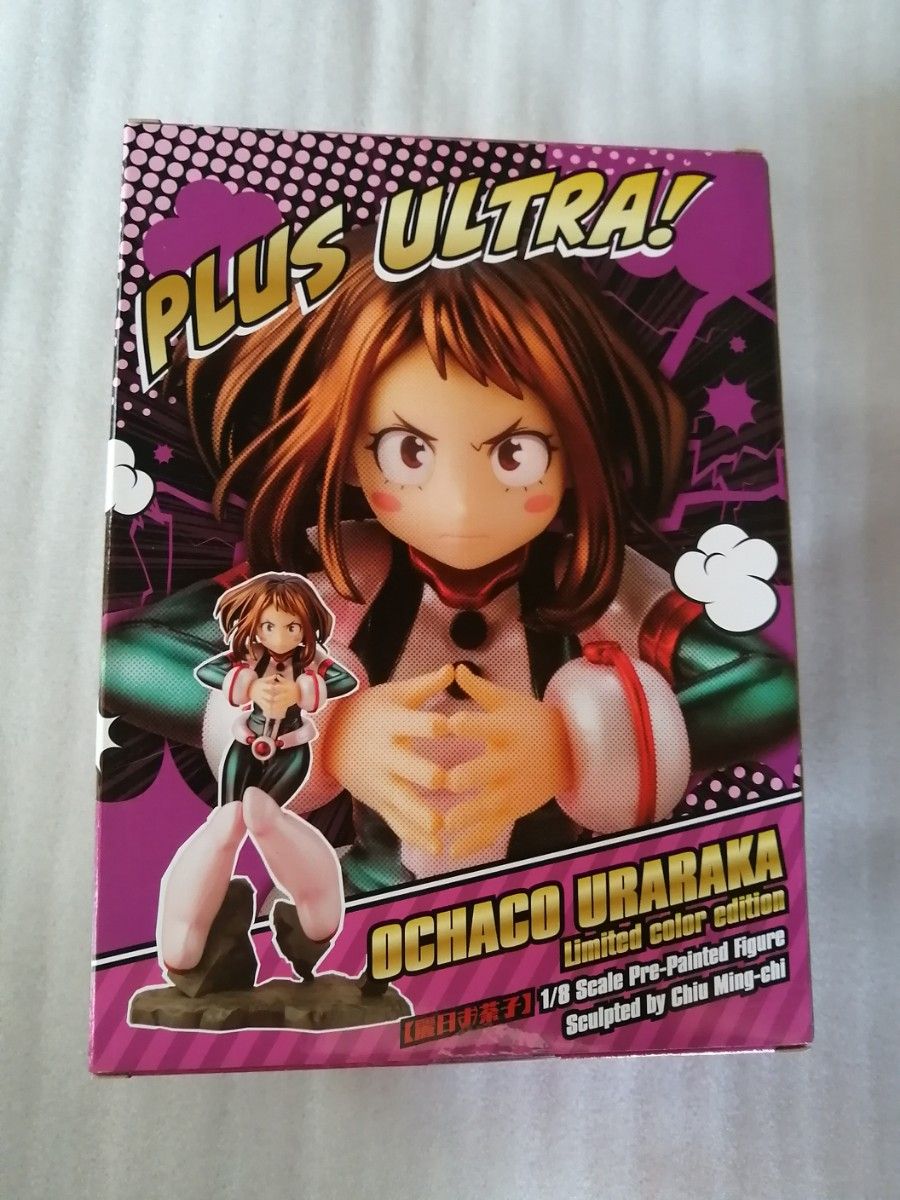 PLUS ULTRA!
OCHACO URARAKA
Limited color edition
【麗日お茶子】 1/8 Scale Pre-Painted Figure
Sculpted by Chiu Ming-chi